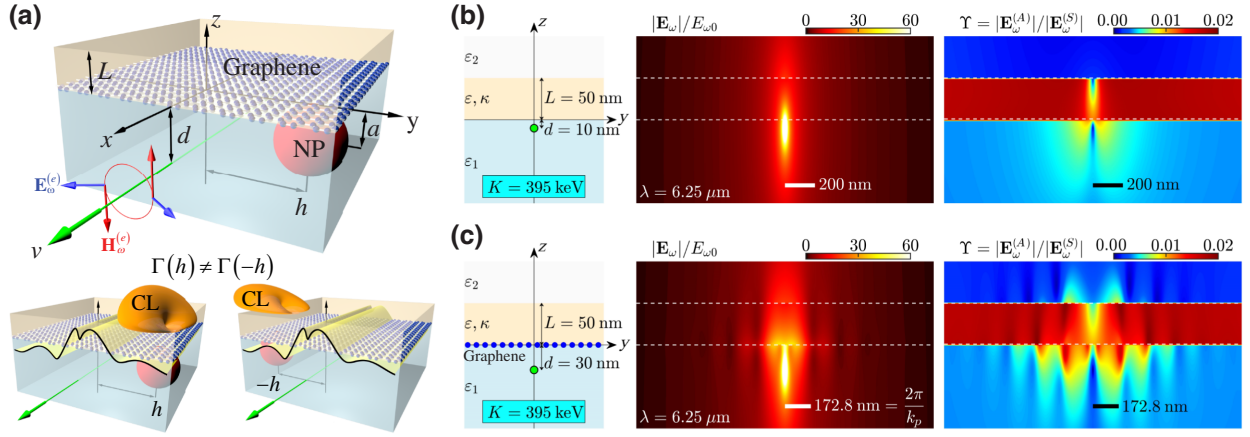 (a)
z
L
Graphene
x
d
y
a
NP
E_ω^(e)
H_ω^(e)
h
v
Γ(h) ≠ Γ(−h)
CL
CL
h
−h
(b)
z
ε₂
ε, κ
L = 50 nm
y
d = 10 nm
ε₁
K = 395 keV
|E_ω|/E_ω0
0 30 60
200 nm
λ = 6.25 μm
Υ = |E_ω^(A)|/|E_ω^(S)|
0.00 0.01 0.02
200 nm
(c)
z
ε₂
ε, κ
L = 50 nm
Graphene
y
d = 30 nm
ε₁
K = 395 keV
|E_ω|/E_ω0
0 30 60
172.8 nm = 2π/k_p
λ = 6.25 μm
Υ = |E_ω^(A)|/|E_ω^(S)|
0.00 0.01 0.02
172.8 nm